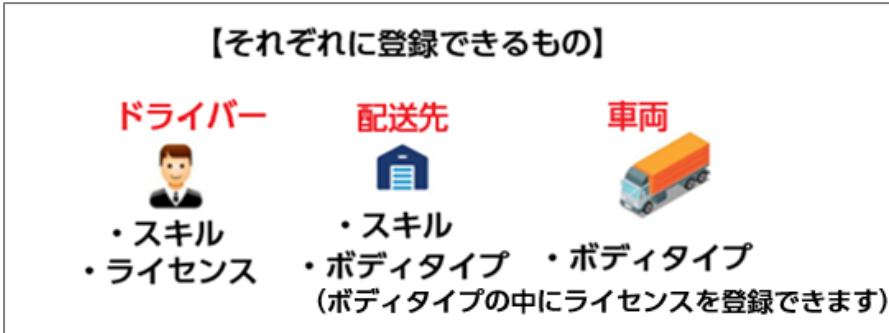 【それぞれに登録できるもの】
ドライバー 配送先 車両
・スキル ・スキル ・ボディタイプ
・ライセンス ・ボディタイプ
（ボディタイプの中にライセンスを登録できます）